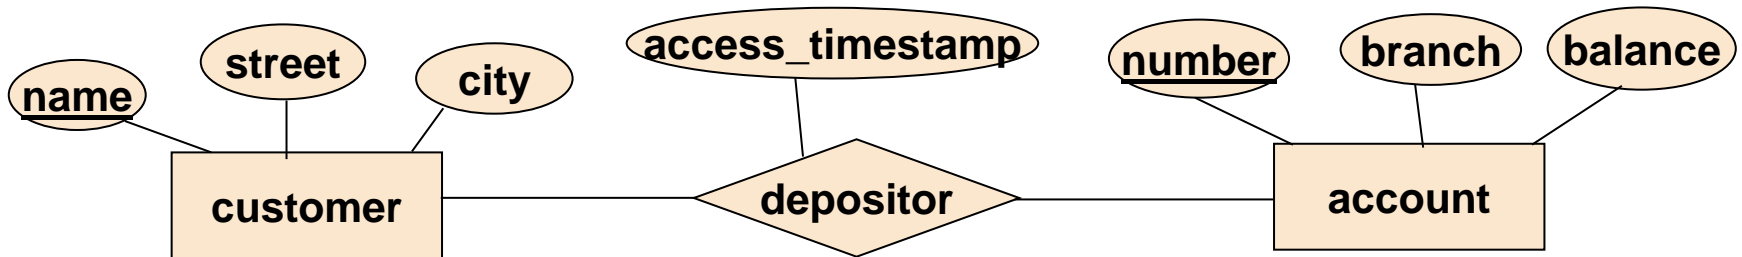 name
street
city
access_timestamp
number
branch
balance
customer
depositor
account